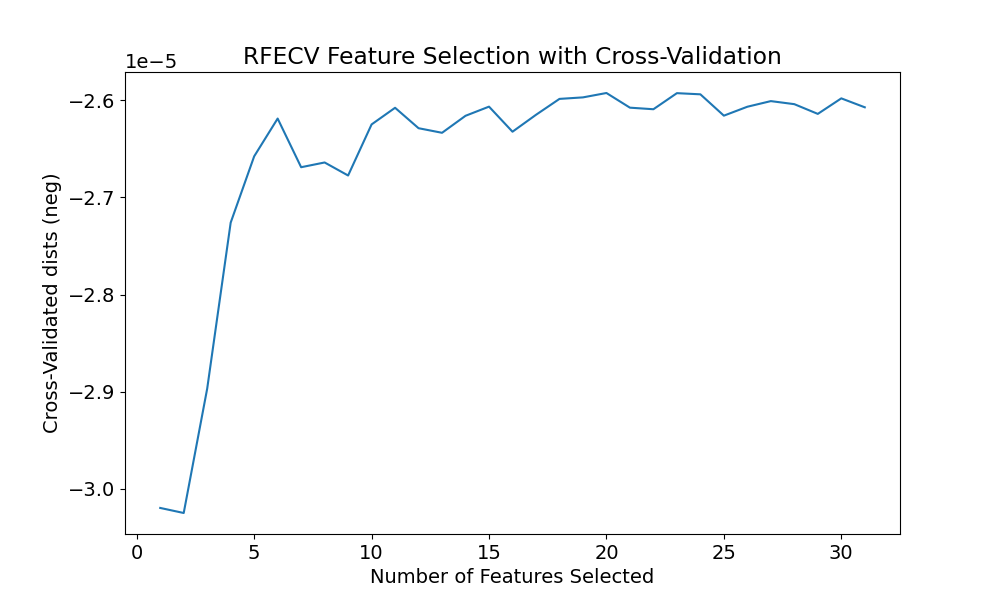 RFECV Feature Selection with Cross-Validation
1e−5
−2.6
−2.7
−2.8
−2.9
−3.0
Cross-Validated dists (neg)
0 5 10 15 20 25 30
Number of Features Selected